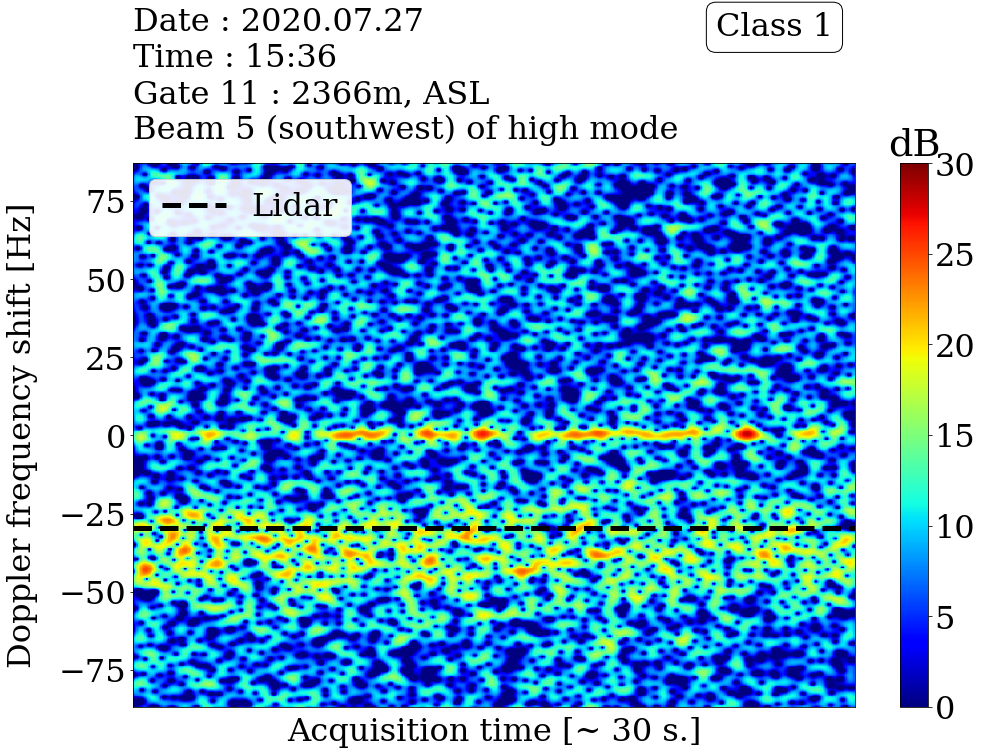 Date : 2020.07.27
Time : 15:36
Gate 11 : 2366m, ASL
Beam 5 (southwest) of high mode
Class 1
dB
Lidar
Doppler frequency shift [Hz]
75
50
25
0
−25
−50
−75
30
25
20
15
10
5
0
Acquisition time [~ 30 s.]